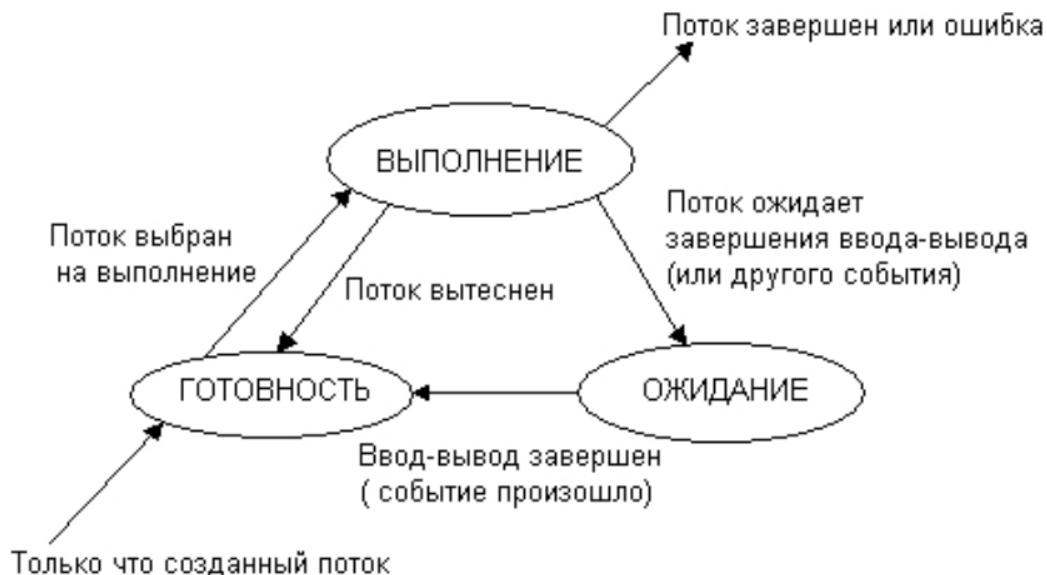 Поток завершен или ошибка
ВЫПОЛНЕНИЕ
Поток выбран
на выполнение
Поток вытеснен
Поток ожидает
завершения ввода-вывода
(или другого события)
ГОТОВНОСТЬ
ОЖИДАНИЕ
Ввод-вывод завершен
( событие произошло)
Только что созданный поток